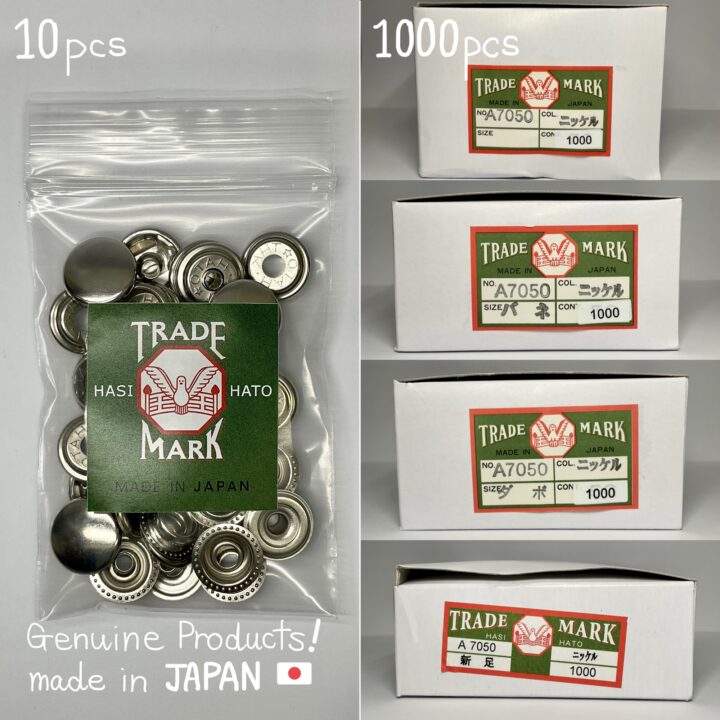 10pcs
TRADE
HASI HATO
MARK
MADE IN JAPAN
Genuine Products!
made in JAPAN
1000pcs
TRADE MARK
MADE IN JAPAN
NO. A7050 COL. ニッケル
SIZE CON 1000
TRADE MARK
MADE IN JAPAN
NO. A7050 COL. ニッケル
SIZE バネ CON 1000
TRADE MARK
MADE IN JAPAN
NO. A7050 COL. ニッケル
SIZE ダボ CON 1000
TRADE MARK
HASI HATO
A 7050 ニッケル
新足 1000